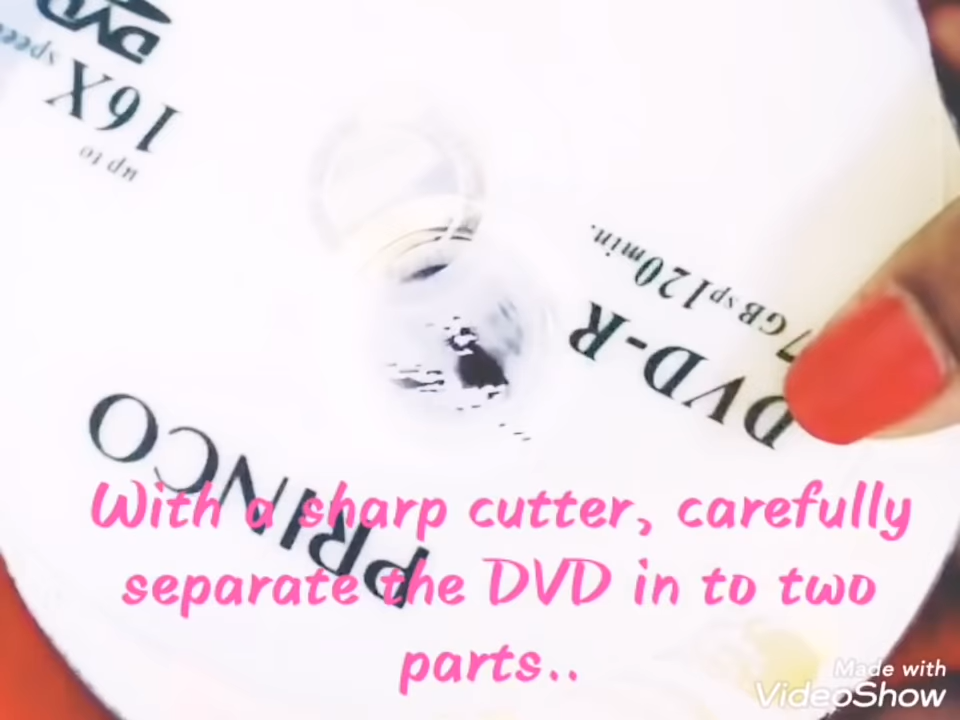 DVD
16X speed
up to
120min.
7GBsp
DVD-R
PRINCO
With a sharp cutter, carefully
separate the DVD in to two
parts..
Made with
VideoShow